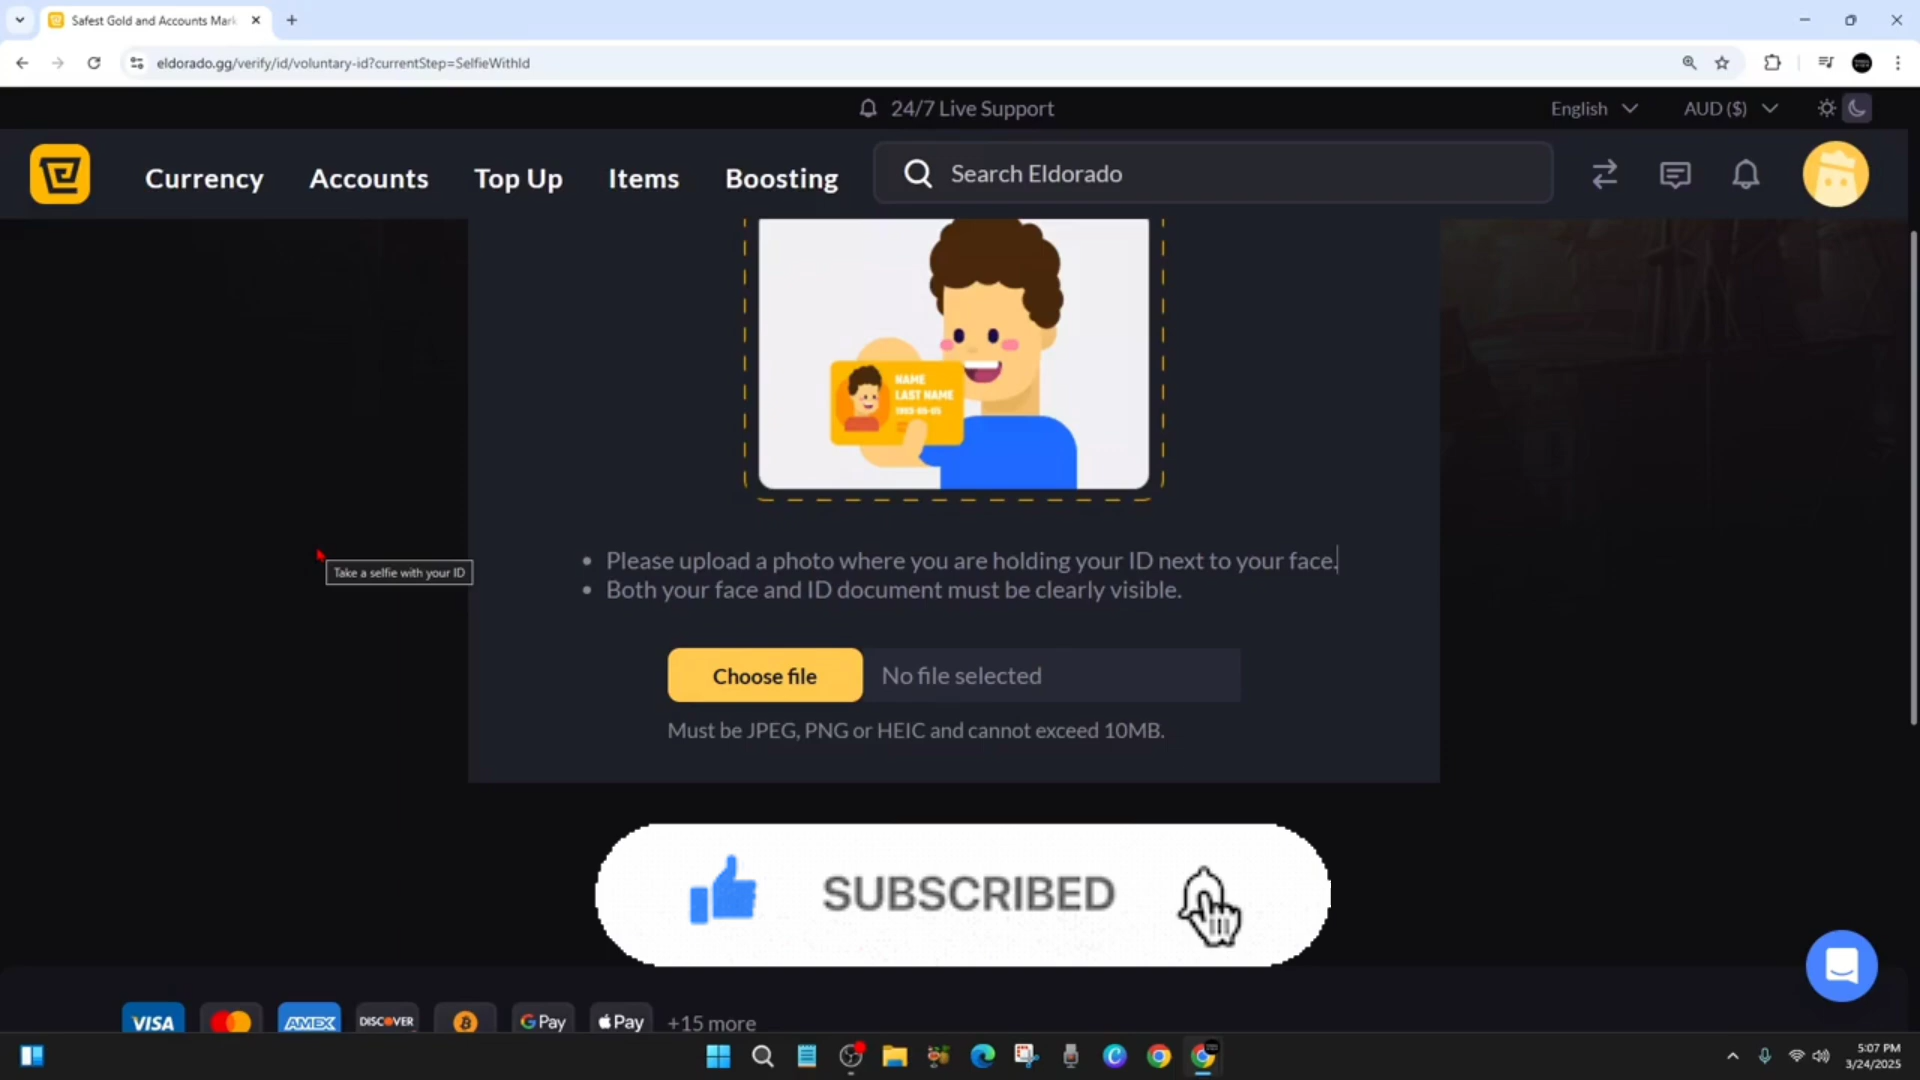 Safest Gold and Accounts Mark
eldorado.gg/verify/id/voluntary-id?currentStep=SelfieWithId
24/7 Live Support
English
AUD ($)
Currency
Accounts
Top Up
Items
Boosting
Search Eldorado
NAME
LAST NAME
1993-05-05
Take a selfie with your ID
• Please upload a photo where you are holding your ID next to your face.
• Both your face and ID document must be clearly visible.
Choose file
No file selected
Must be JPEG, PNG or HEIC and cannot exceed 10MB.
SUBSCRIBED
VISA
AMEX
DISCOVER
G Pay
Pay
+15 more
5:07 PM
3/24/2025